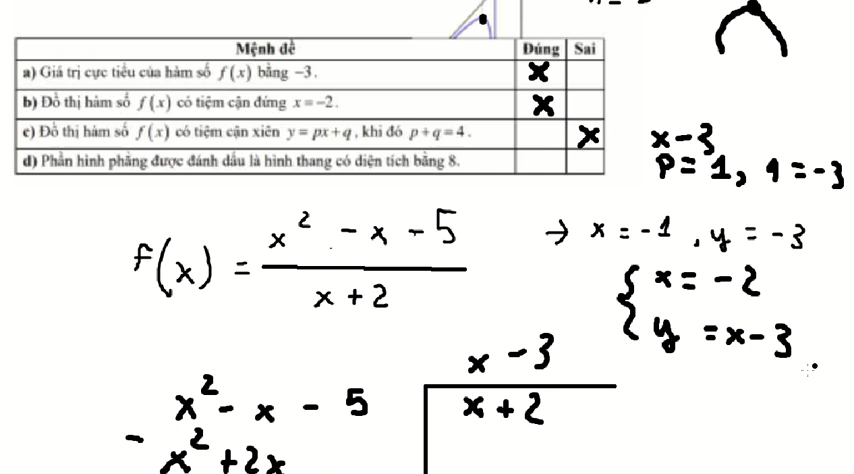 Mệnh đề Đúng Sai
a) Giá trị cực tiểu của hàm số f(x) bằng −3. x
b) Đồ thị hàm số f(x) có tiệm cận đứng x = −2. x
c) Đồ thị hàm số f(x) có tiệm cận xiên y = px + q, khi đó p + q = 4. x
d) Phần hình phẳng được đánh dấu là hình thang có diện tích bằng 8.
x − 3
p = 1, q = −3
f(x) = (x² − x − 5)/(x + 2)
→ x = −1, y = −3
{ x = −2
{ y = x − 3
x − 3
x² − x − 5 x + 2
− x² + 2x